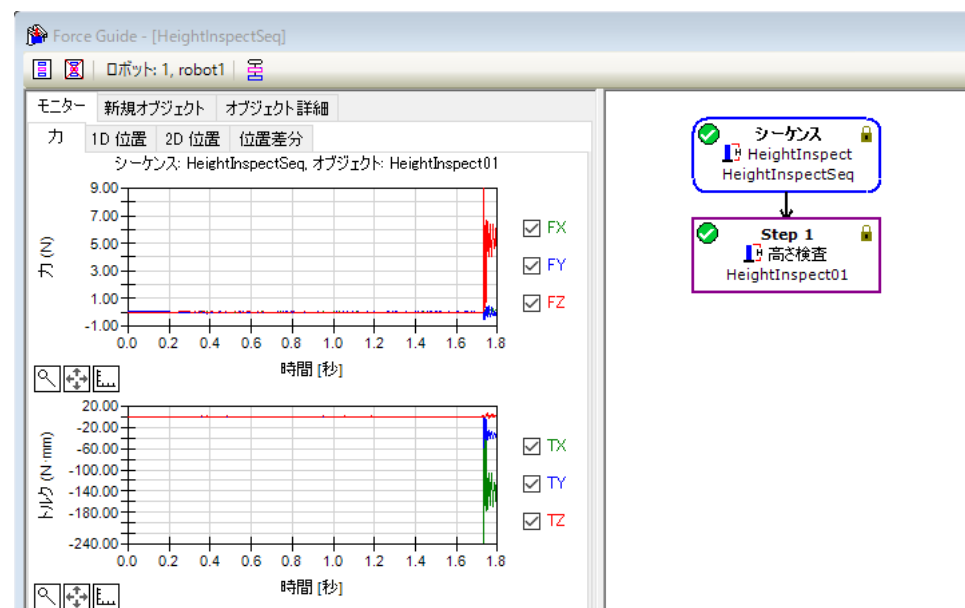 Force Guide - [HeightInspectSeq]
ロボット: 1, robot1
モニター 新規オブジェクト オブジェクト詳細
力 1D 位置 2D 位置 位置差分
シーケンス: HeightInspectSeq, オブジェクト: HeightInspect01
9.00
7.00
5.00
3.00
1.00
-1.00
力 (N)
0.0 0.2 0.4 0.6 0.8 1.0 1.2 1.4 1.6 1.8
時間 [秒]
FX
FY
FZ
20.00
-20.00
-60.00
-100.00
-140.00
-180.00
-240.00
トルク (N·mm)
0.0 0.2 0.4 0.6 0.8 1.0 1.2 1.4 1.6 1.8
時間 [秒]
TX
TY
TZ
シーケンス
H HeightInspect
HeightInspectSeq
Step 1
H 高さ検査
HeightInspect01